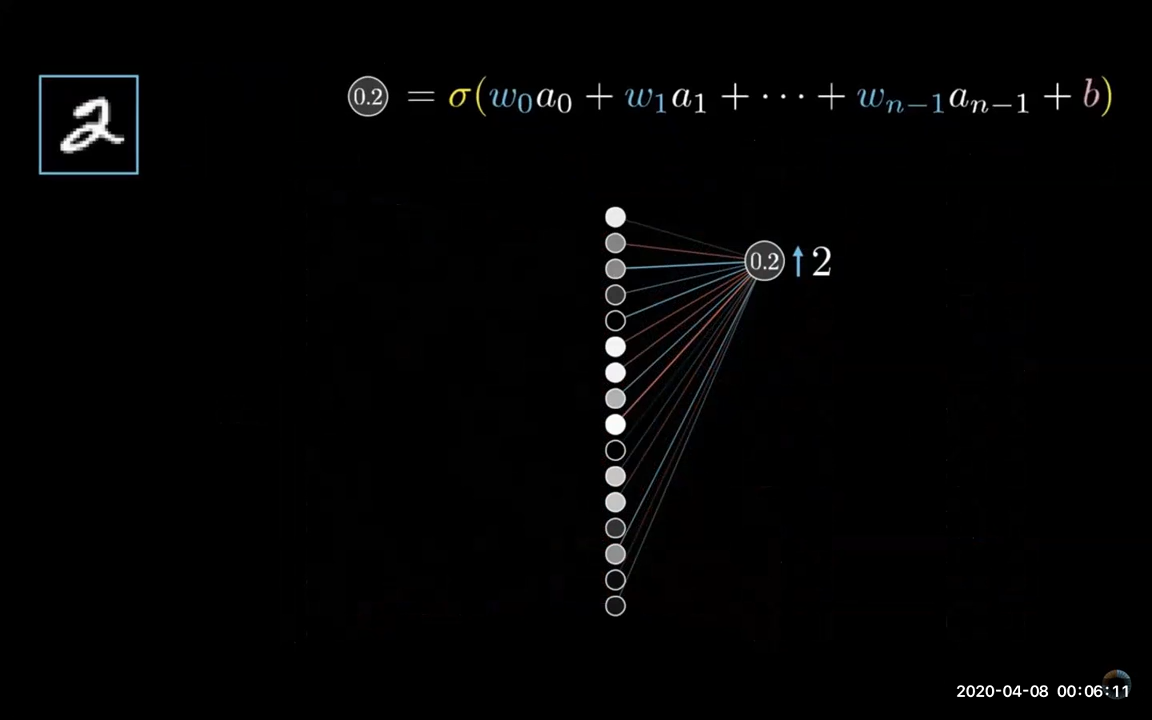 2
0.2 = σ(w₀a₀ + w₁a₁ + ⋯ + wₙ₋₁aₙ₋₁ + b)
0.2 ↑ 2
2020-04-08 00:06:11